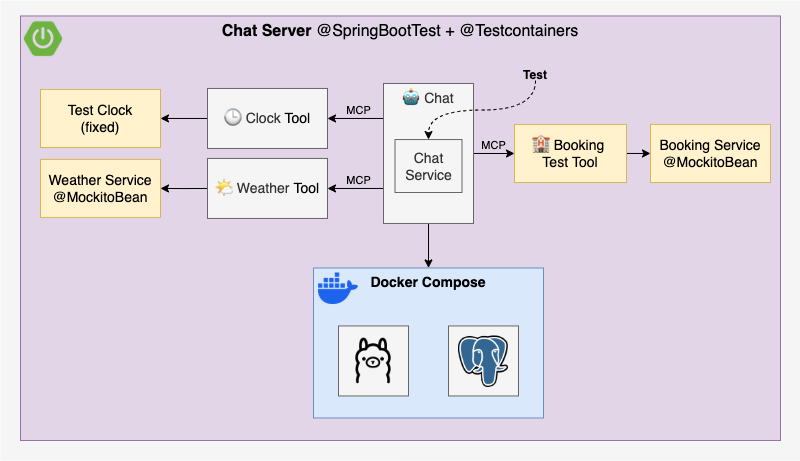 Chat Server @SpringBootTest + @Testcontainers
Test
Test Clock
(fixed)
Clock Tool
MCP
Chat
Chat
Service
MCP
Booking
Test Tool
Booking Service
@MockitoBean
Weather Service
@MockitoBean
Weather Tool
MCP
Docker Compose